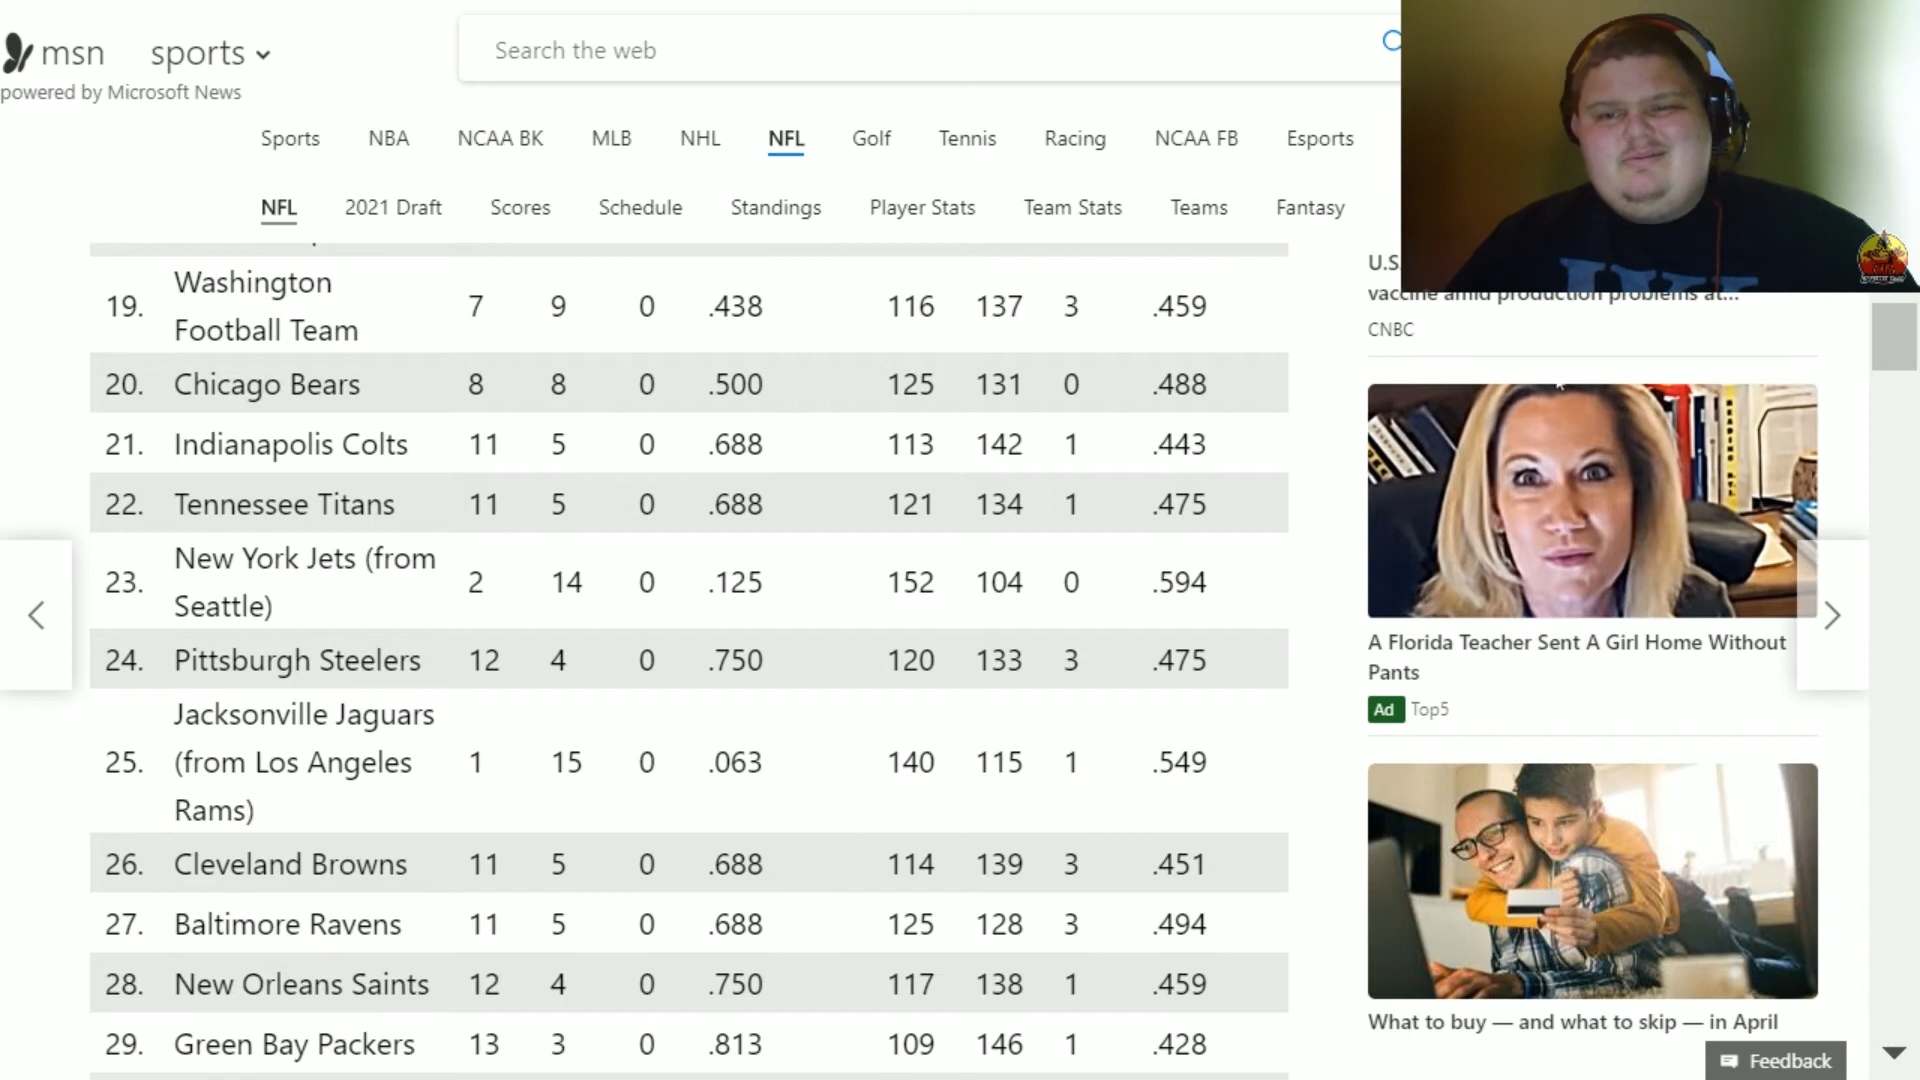 msn sports
powered by Microsoft News
Search the web
Sports NBA NCAA BK MLB NHL NFL Golf Tennis Racing NCAA FB Esports
NFL 2021 Draft Scores Schedule Standings Player Stats Team Stats Teams Fantasy
19. Washington Football Team 7 9 0 .438 116 137 3 .459
20. Chicago Bears 8 8 0 .500 125 131 0 .488
21. Indianapolis Colts 11 5 0 .688 113 142 1 .443
22. Tennessee Titans 11 5 0 .688 121 134 1 .475
23. New York Jets (from Seattle) 2 14 0 .125 152 104 0 .594
24. Pittsburgh Steelers 12 4 0 .750 120 133 3 .475
25. Jacksonville Jaguars (from Los Angeles Rams) 1 15 0 .063 140 115 1 .549
26. Cleveland Browns 11 5 0 .688 114 139 3 .451
27. Baltimore Ravens 11 5 0 .688 125 128 3 .494
28. New Orleans Saints 12 4 0 .750 117 138 1 .459
29. Green Bay Packers 13 3 0 .813 109 146 1 .428
U.S.
vaccine amid production problems at...
CNBC
A Florida Teacher Sent A Girl Home Without
Pants
Ad Top5
What to buy — and what to skip — in April
Feedback